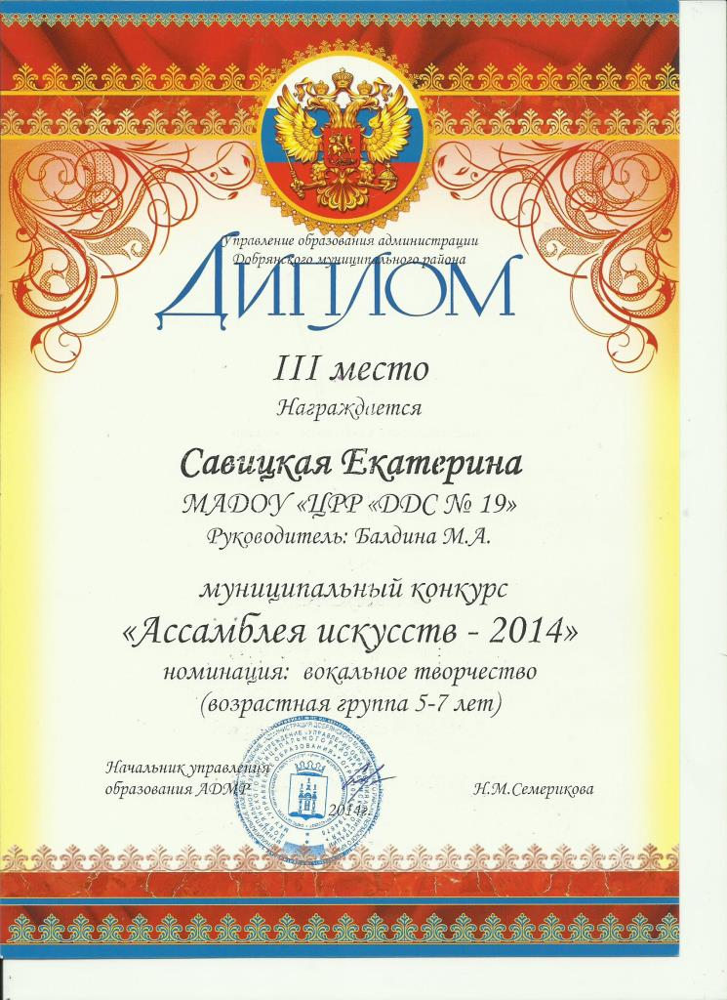 Управление образования администрации
Добрянского муниципального района
Диплом
III место
Награждается
Савицкая Екатерина
МАДОУ «ЦРР «ДДС № 19»
Руководитель: Балдина М.А.
муниципальный конкурс
«Ассамблея искусств - 2014»
номинация: вокальное творчество
(возрастная группа 5-7 лет)
Начальник управления
образования АДМР
Н.М.Семерикова
2014г.